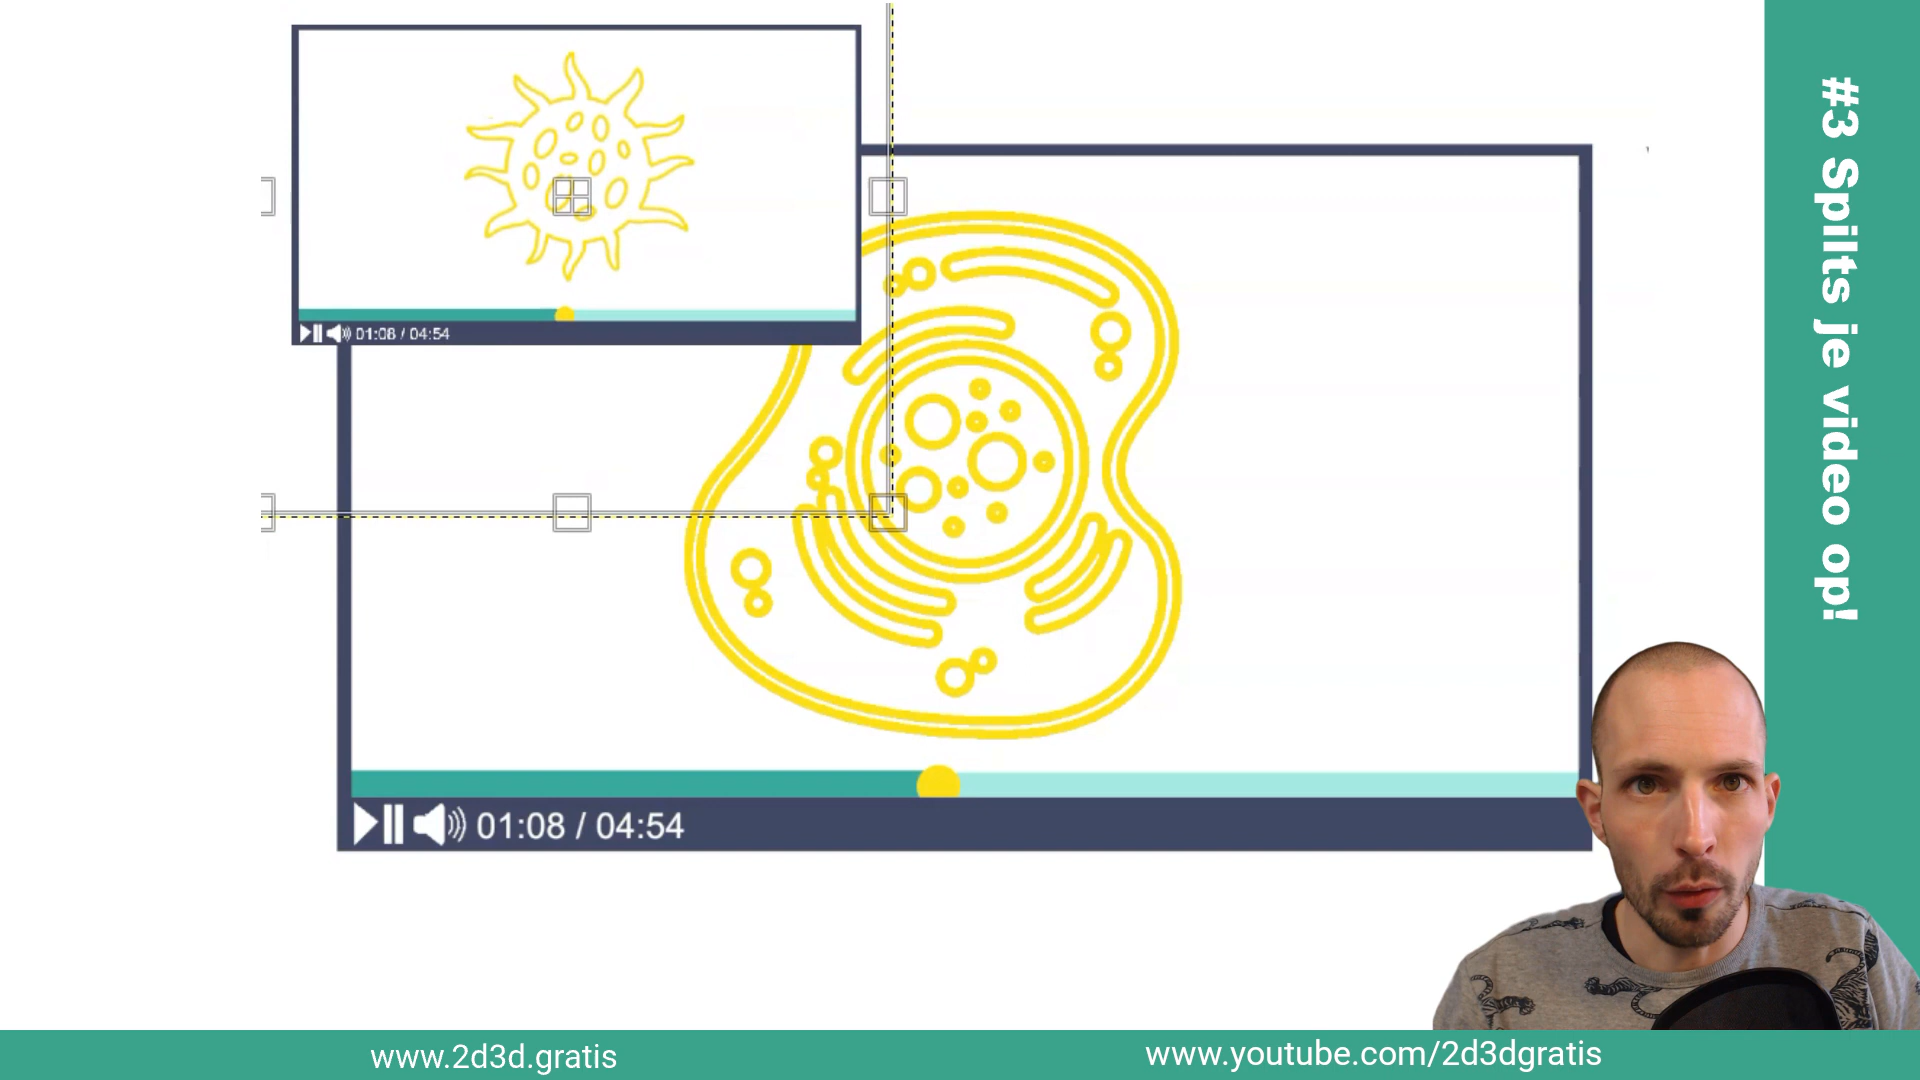 01:08 / 04:54
01:08 / 04:54
#3 Spilts je video op!
www.2d3d.gratis
www.youtube.com/2d3dgratis